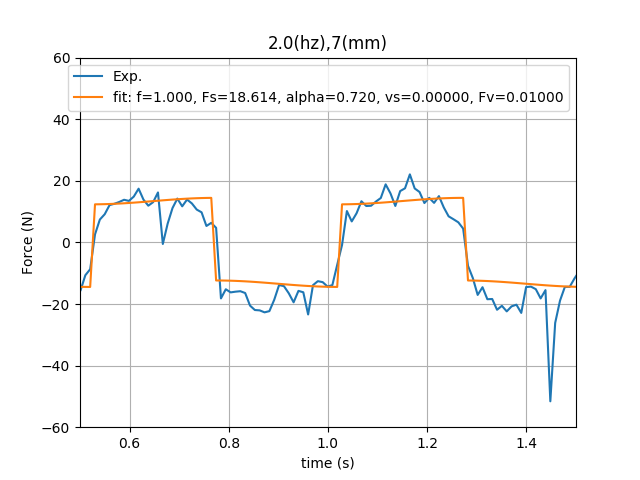 2.0(hz),7(mm)
60
Exp.
fit: f=1.000, Fs=18.614, alpha=0.720, vs=0.00000, Fv=0.01000
40
20
0
−20
−40
−60
Force (N)
0.6 0.8 1.0 1.2 1.4
time (s)